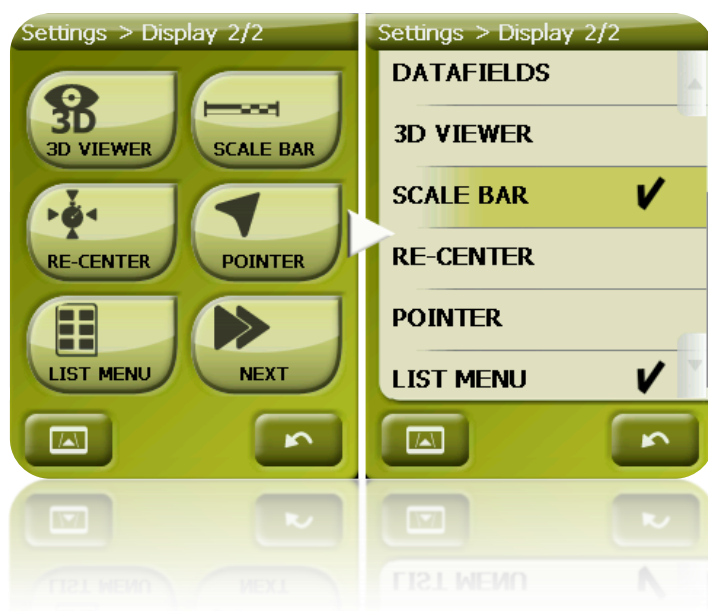 Settings > Display 2/2
3D
3D VIEWER
SCALE BAR
RE-CENTER
POINTER
LIST MENU
NEXT
Settings > Display 2/2
DATAFIELDS
3D VIEWER
SCALE BAR
RE-CENTER
POINTER
LIST MENU